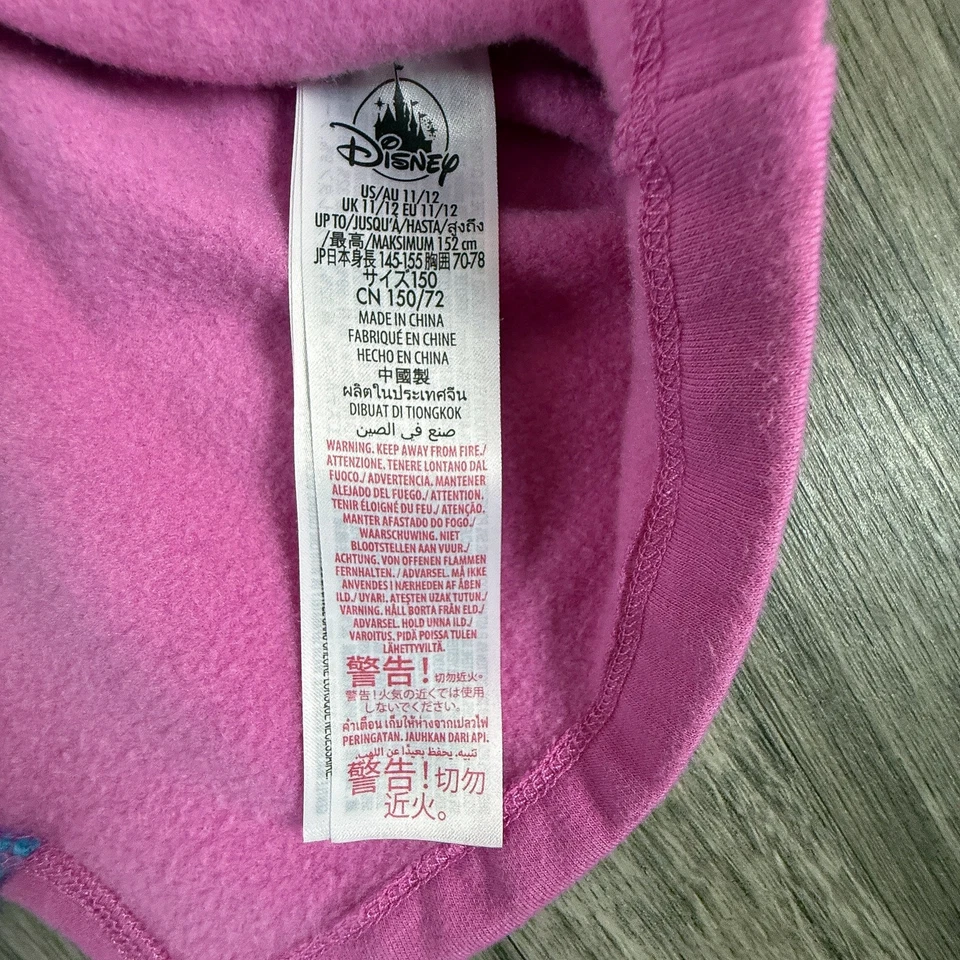 DISNEY
US/AU 11/12
UK 11/12 EU 11/12
UP TO/JUSQU'À/HASTA/สูงถึง
/最高/MAKSIMUM 152 cm
JP日本身長 145-155 胸囲 70-78
サイズ150
CN 150/72
MADE IN CHINA
FABRIQUÉ EN CHINE
HECHO EN CHINA
中國製
ผลิตในประเทศจีน
DIBUAT DI TIONGKOK
صنع في الصين
WARNING. KEEP AWAY FROM FIRE./
ATTENZIONE. TENERE LONTANO DAL
FUOCO./ ADVERTENCIA. MANTENER
ALEJADO DEL FUEGO./ ATTENTION.
TENIR ÉLOIGNÉ DU FEU./ ATENÇÃO.
MANTER AFASTADO DO FOGO./
WAARSCHUWING. NIET
BLOOTSTELLEN AAN VUUR./
ACHTUNG. VON OFFENEN FLAMMEN
FERNHALTEN. / ADVARSEL. MÅ IKKE
ANVENDES I NÆRHEDEN AF ÅBEN
ILD./ UYARI. ATEŞTEN UZAK TUTUN./
VARNING. HÅLL BORTA FRÅN ELD./
ADVARSEL. HOLD UNNA ILD./
VAROITUS. PIDÄ POISSA TULEN
LÄHETTYVILTÄ.
警告！切勿近火。
警告！火気の近くでは使用
しないでください。
คำเตือน เก็บให้ห่างจากเปลวไฟ
PERINGATAN. JAUHKAN DARI API.
تنبيه. يحفظ بعيدًا عن اللهب.
警告！切勿
近火。